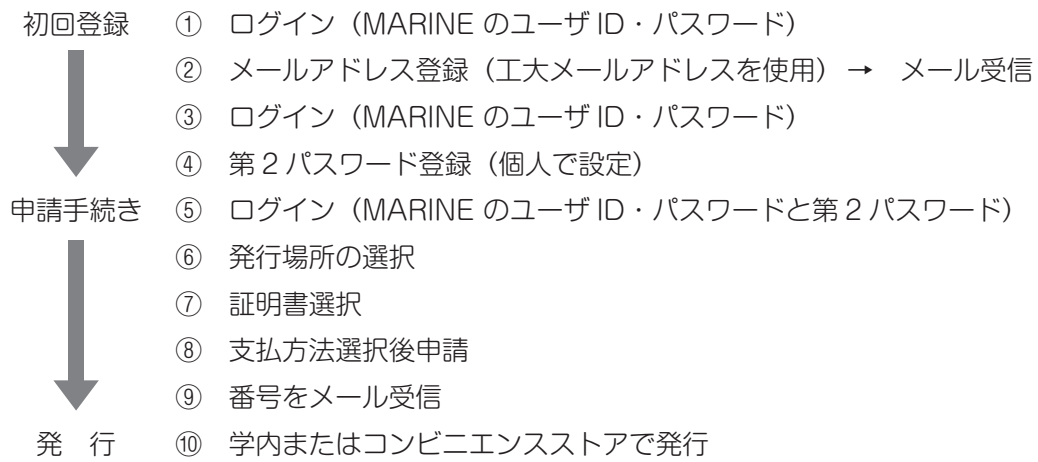 初回登録 ① ログイン（MARINE のユーザ ID・パスワード）
② メールアドレス登録（工大メールアドレスを使用）→ メール受信
③ ログイン（MARINE のユーザ ID・パスワード）
④ 第 2 パスワード登録（個人で設定）
申請手続き ⑤ ログイン（MARINE のユーザ ID・パスワードと第 2 パスワード）
⑥ 発行場所の選択
⑦ 証明書選択
⑧ 支払方法選択後申請
⑨ 番号をメール受信
発 行 ⑩ 学内またはコンビニエンスストアで発行